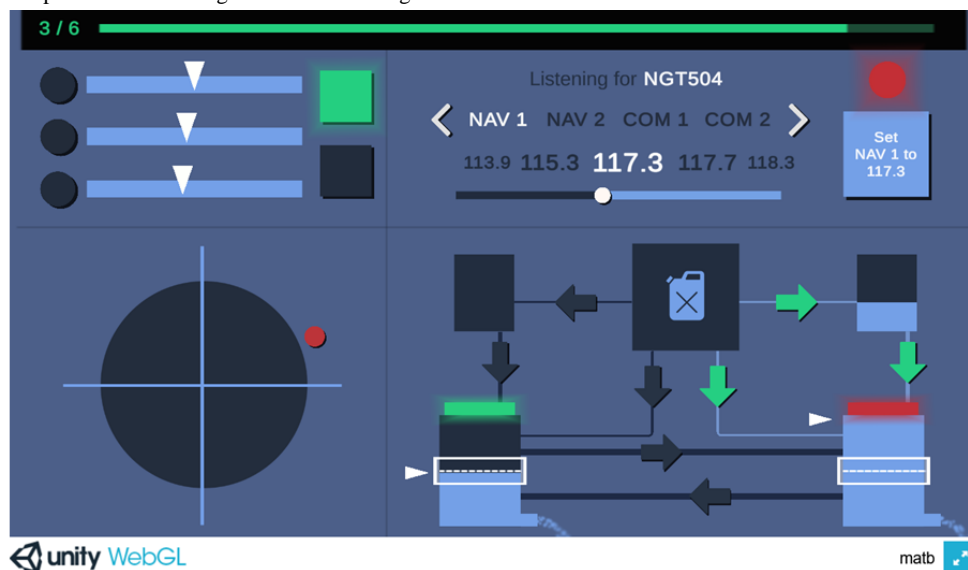 3 / 6
Listening for NGT504
NAV 1 NAV 2 COM 1 COM 2
113.9 115.3 117.3 117.7 118.3
Set
NAV 1 to
117.3
unity WebGL
matb